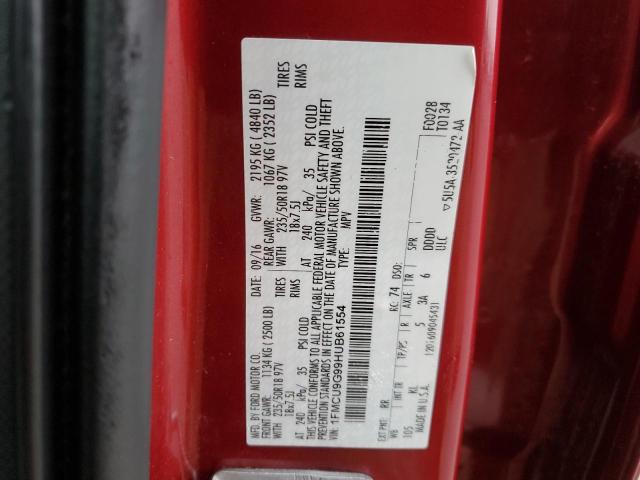 MFD. BY FORD MOTOR CO.
DATE: 09/16 GVWR: 2195 KG ( 4840 LB)
FRONT GAWR: 1134 KG ( 2500 LB) REAR GAWR: 1067 KG ( 2352 LB)
WITH 235/50R18 97V TIRES WITH 235/50R18 97V TIRES
18x7.5J RIMS 18x7.5J RIMS
AT 240 kPa/ 35 PSI COLD AT 240 kPa/ 35 PSI COLD
THIS VEHICLE CONFORMS TO ALL APPLICABLE FEDERAL MOTOR VEHICLE SAFETY AND THEFT
PREVENTION STANDARDS IN EFFECT ON THE DATE OF MANUFACTURE SHOWN ABOVE.
VIN: 1FMCU9G99HUB61554 TYPE: MPV
F0028
T0134
EXT PNT: RR RC: 74 DSO:
WB INT TR TP/PS R AXLE TR SPR
105 KL 5 3A 6 DDDD
MADE IN U.S.A. ULC
1201609045431 ▽5U5A-3520472-AA